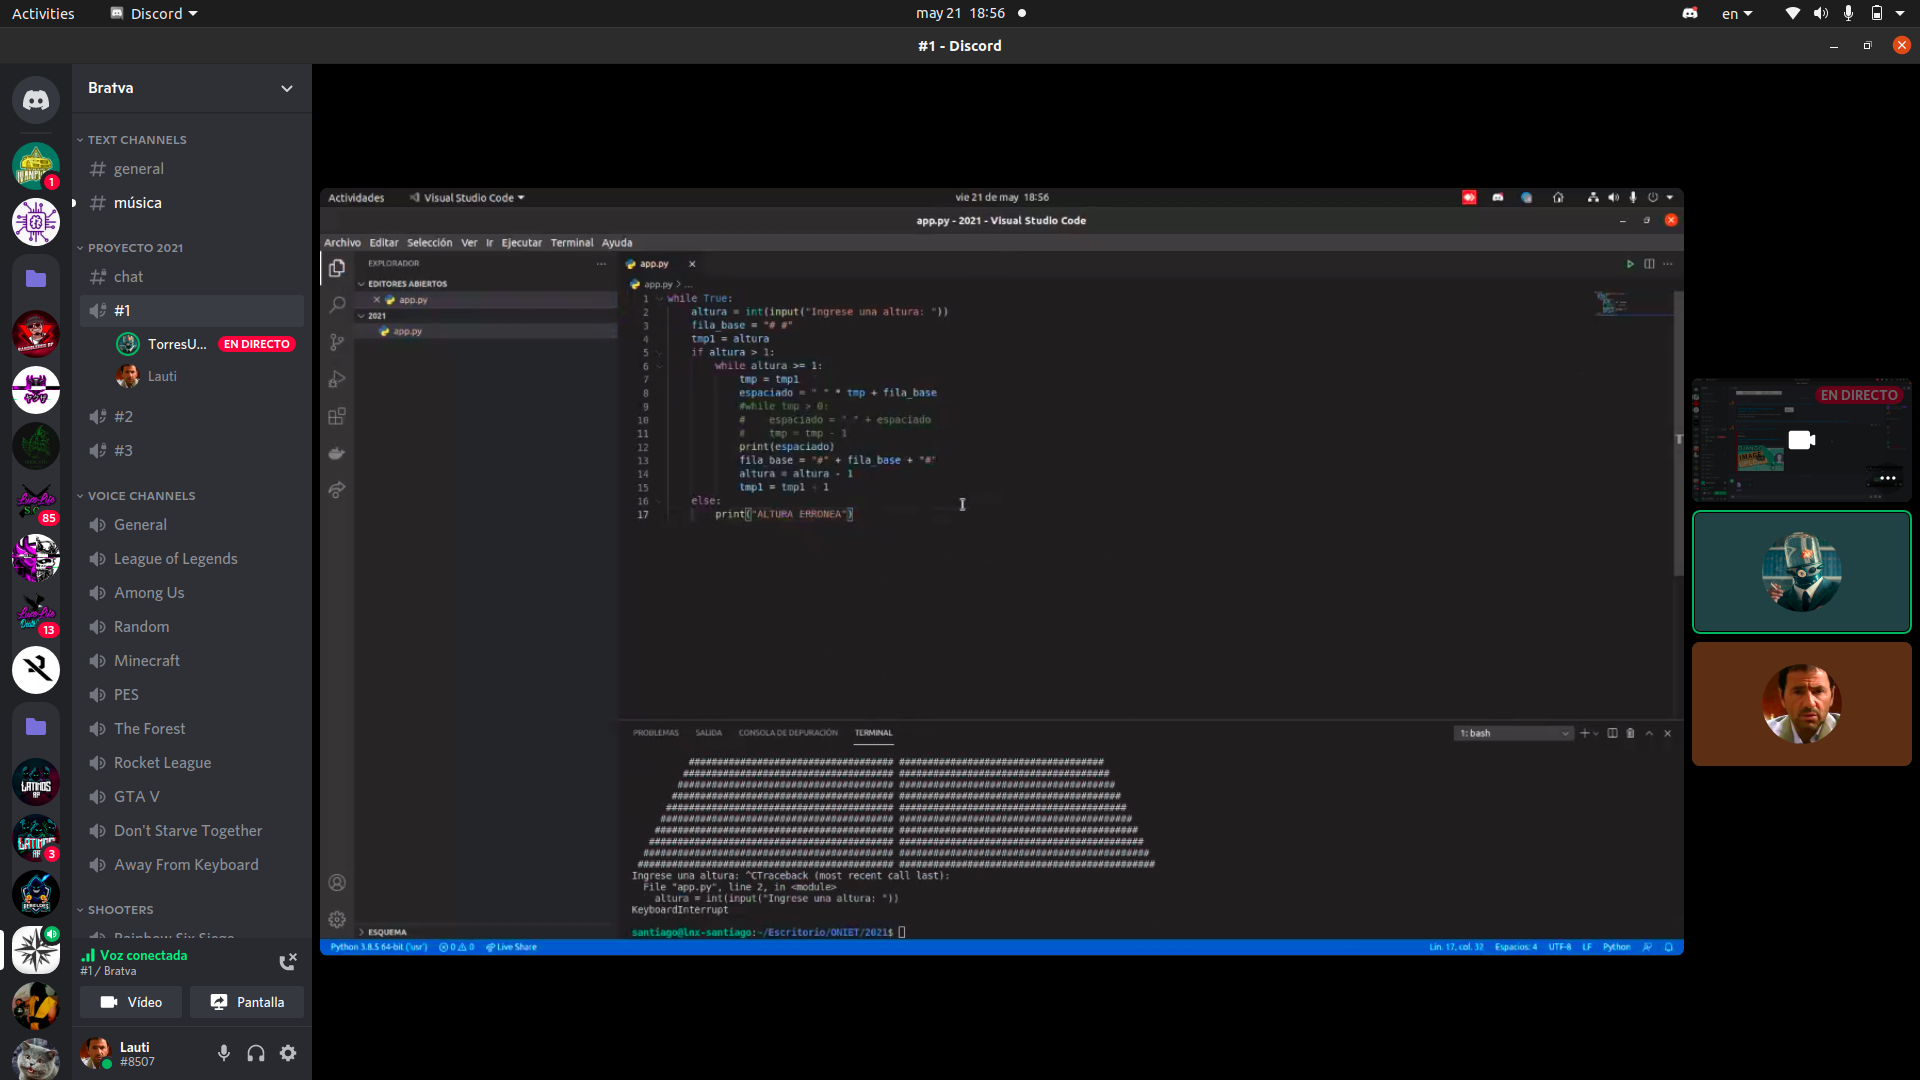 Activities
Discord
may 21 18:56
en
#1 - Discord
Bratva
TEXT CHANNELS
general
música
PROYECTO 2021
chat
#1
TorresU...
EN DIRECTO
Lauti
#2
#3
VOICE CHANNELS
General
League of Legends
Among Us
Random
Minecraft
PES
The Forest
Rocket League
GTA V
Don't Starve Together
Away From Keyboard
SHOOTERS
Rainbow Six Siege
Voz conectada
#1 / Bratva
Vídeo
Pantalla
Lauti
#8507
1
85
13
3
Actividades
Visual Studio Code
vie 21 de may 18:56
app.py - 2021 - Visual Studio Code
Archivo Editar Selección Ver Ir Ejecutar Terminal Ayuda
EXPLORADOR
EDITORES ABIERTOS
app.py
2021
app.py
ESQUEMA
app.py
app.py > ...
1 while True:
2 altura = int(input("Ingrese una altura: "))
3 fila_base = "# #"
4 tmp1 = altura
5 if altura > 1:
6 while altura >= 1:
7 tmp = tmp1
8 espaciado = " " * tmp + fila_base
9 #while tmp > 0:
10 # espaciado = " " + espaciado
11 # tmp = tmp - 1
12 print(espaciado)
13 fila_base = "#" + fila_base + "#"
14 altura = altura - 1
15 tmp1 = tmp1 - 1
16 else:
17 print("ALTURA ERRONEA")
PROBLEMAS SALIDA CONSOLA DE DEPURACIÓN TERMINAL
1: bash
Ingrese una altura: ^CTraceback (most recent call last):
File "app.py", line 2, in <module>
altura = int(input("Ingrese una altura: "))
KeyboardInterrupt
santiago@lnx-santiago:~/Escritorio/ONIET/2021$
Python 3.8.5 64-bit ('usr')
0 0
Live Share
Lín. 17, col. 32
Espacios: 4
UTF-8
LF
Python
EN DIRECTO